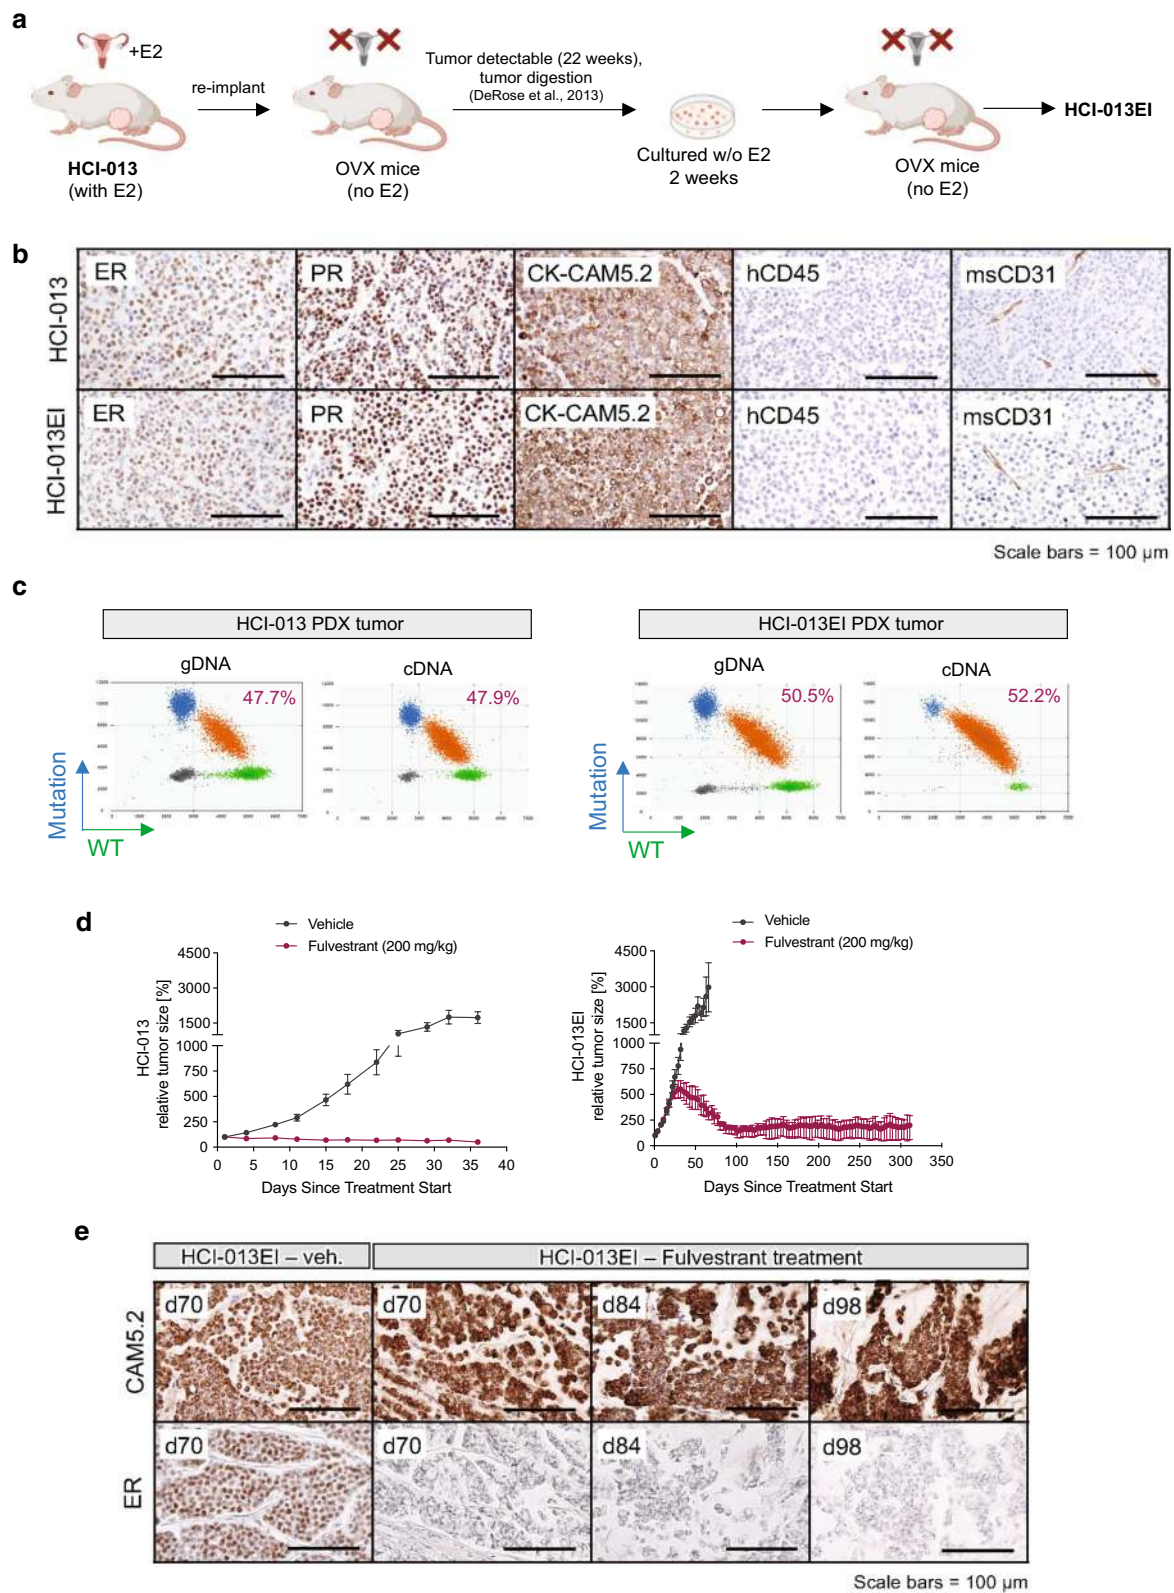 a
+E2
re-implant
Tumor detectable (22 weeks),
tumor digestion
(DeRose et al., 2013)
HCI-013
(with E2)
OVX mice
(no E2)
Cultured w/o E2
2 weeks
OVX mice
(no E2)
HCI-013EI
b
HCI-013
ER
PR
CK-CAM5.2
hCD45
msCD31
HCI-013EI
ER
PR
CK-CAM5.2
hCD45
msCD31
Scale bars = 100 µm
c
HCI-013 PDX tumor
HCI-013EI PDX tumor
gDNA
cDNA
gDNA
cDNA
47.7%
47.9%
50.5%
52.2%
Mutation
WT
Mutation
WT
d
Vehicle
Fulvestrant (200 mg/kg)
HCI-013
relative tumor size [%]
4500
3000
1500
1000
750
500
250
0
0 5 10 15 20 25 30 35 40
Days Since Treatment Start
Vehicle
Fulvestrant (200 mg/kg)
HCI-013EI
relative tumor size [%]
4500
3000
1500
1000
750
500
250
0
0 50 100 150 200 250 300 350
Days Since Treatment Start
e
HCI-013EI – veh.
HCI-013EI – Fulvestrant treatment
CAM5.2
d70
d70
d84
d98
ER
d70
d70
d84
d98
Scale bars = 100 µm